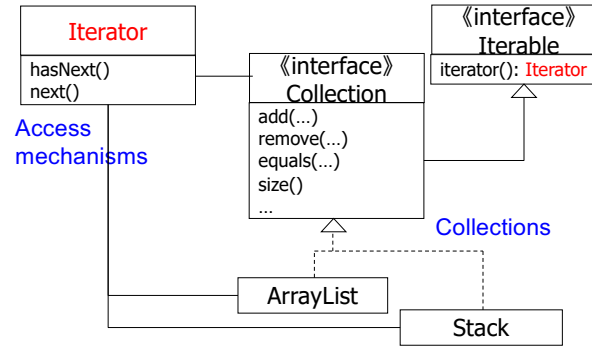 Iterator
hasNext()
next()
Access
mechanisms
《interface》
Collection
add(...)
remove(...)
equals(...)
size()
...
《interface》
Iterable
iterator(): Iterator
Collections
ArrayList
Stack